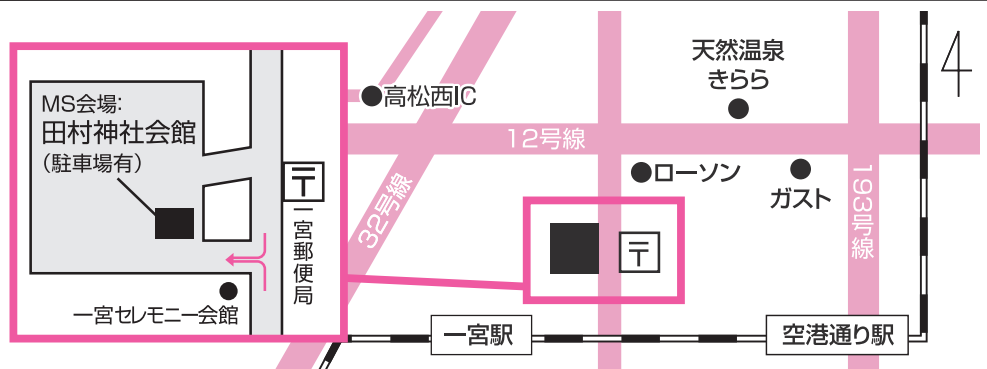 MS会場:
田村神社会館
(駐車場有)
〒
一宮郵便局
一宮セレモニー会館
高松西IC
天然温泉
きらら
12号線
32号線
ローソン
ガスト
193号線
〒
一宮駅
空港通り駅